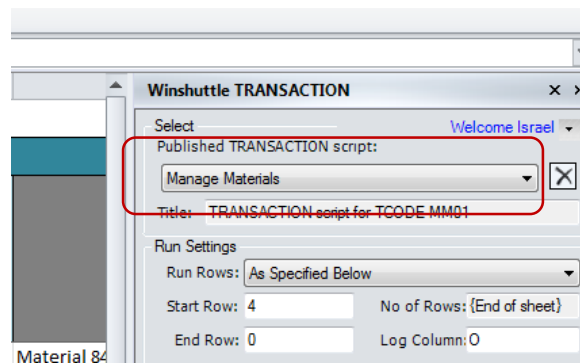 Winshuttle TRANSACTION
Select Welcome Israel
Published TRANSACTION script:
Manage Materials
Title: TRANSACTION script for TCODE MM01
Run Settings
Run Rows: As Specified Below
Start Row: 4 No of Rows: {End of sheet}
End Row: 0 Log Column: O
Material 84